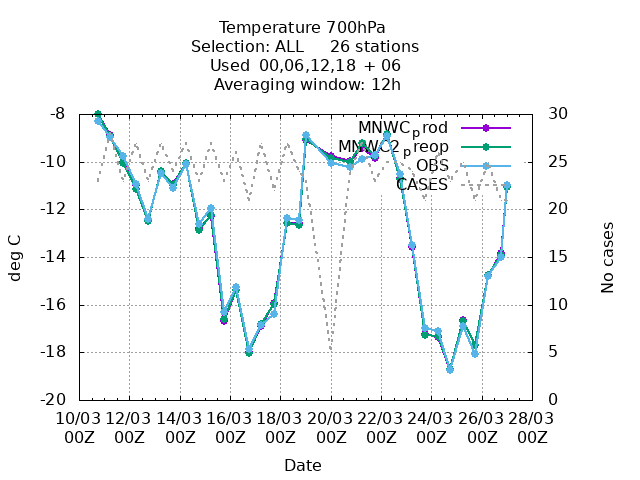 Temperature 700hPa
Selection: ALL 26 stations
Used 00,06,12,18 + 06
Averaging window: 12h
-8
-10
-12
-14
-16
-18
-20
30
25
20
15
10
5
0
deg C
No cases
MNWCprod
MNWC2preop
OBS
CASES
10/03 12/03 14/03 16/03 18/03 20/03 22/03 24/03 26/03 28/03
00Z 00Z 00Z 00Z 00Z 00Z 00Z 00Z 00Z 00Z
Date